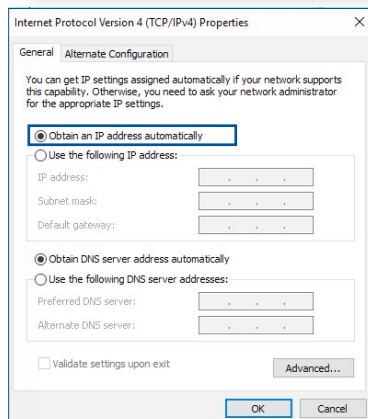 Internet Protocol Version 4 (TCP/IPv4) Properties
General
Alternate Configuration
You can get IP settings assigned automatically if your network supports
this capability. Otherwise, you need to ask your network administrator
for the appropriate IP settings.
Obtain an IP address automatically
Use the following IP address:
IP address:
Subnet mask:
Default gateway:
Obtain DNS server address automatically
Use the following DNS server addresses:
Preferred DNS server:
Alternate DNS server:
Validate settings upon exit
Advanced...
OK
Cancel